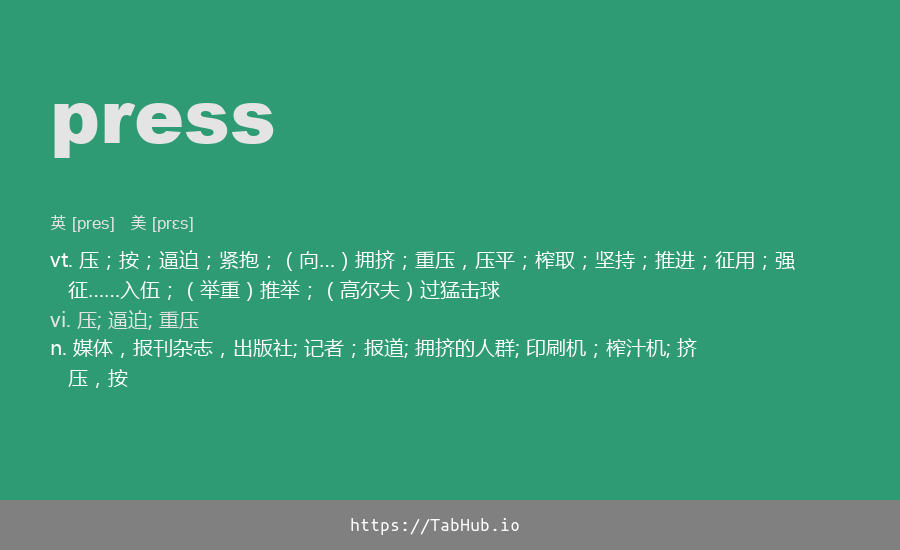 press
英 [pres] 美 [prɛs]
vt. 压；按；逼迫；紧抱；（向…）拥挤；重压，压平；榨取；坚持；推进；征用；强
征……入伍；（举重）推举；（高尔夫）过猛击球
vi. 压; 逼迫; 重压
n. 媒体，报刊杂志，出版社; 记者；报道; 拥挤的人群; 印刷机；榨汁机; 挤
压，按
https://TabHub.io